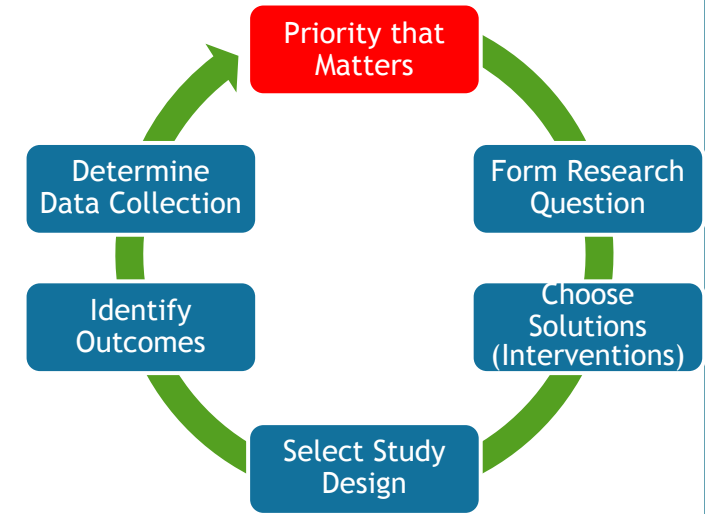 Priority that
Matters
Form Research
Question
Choose
Solutions
(Interventions)
Select Study
Design
Identify
Outcomes
Determine
Data Collection